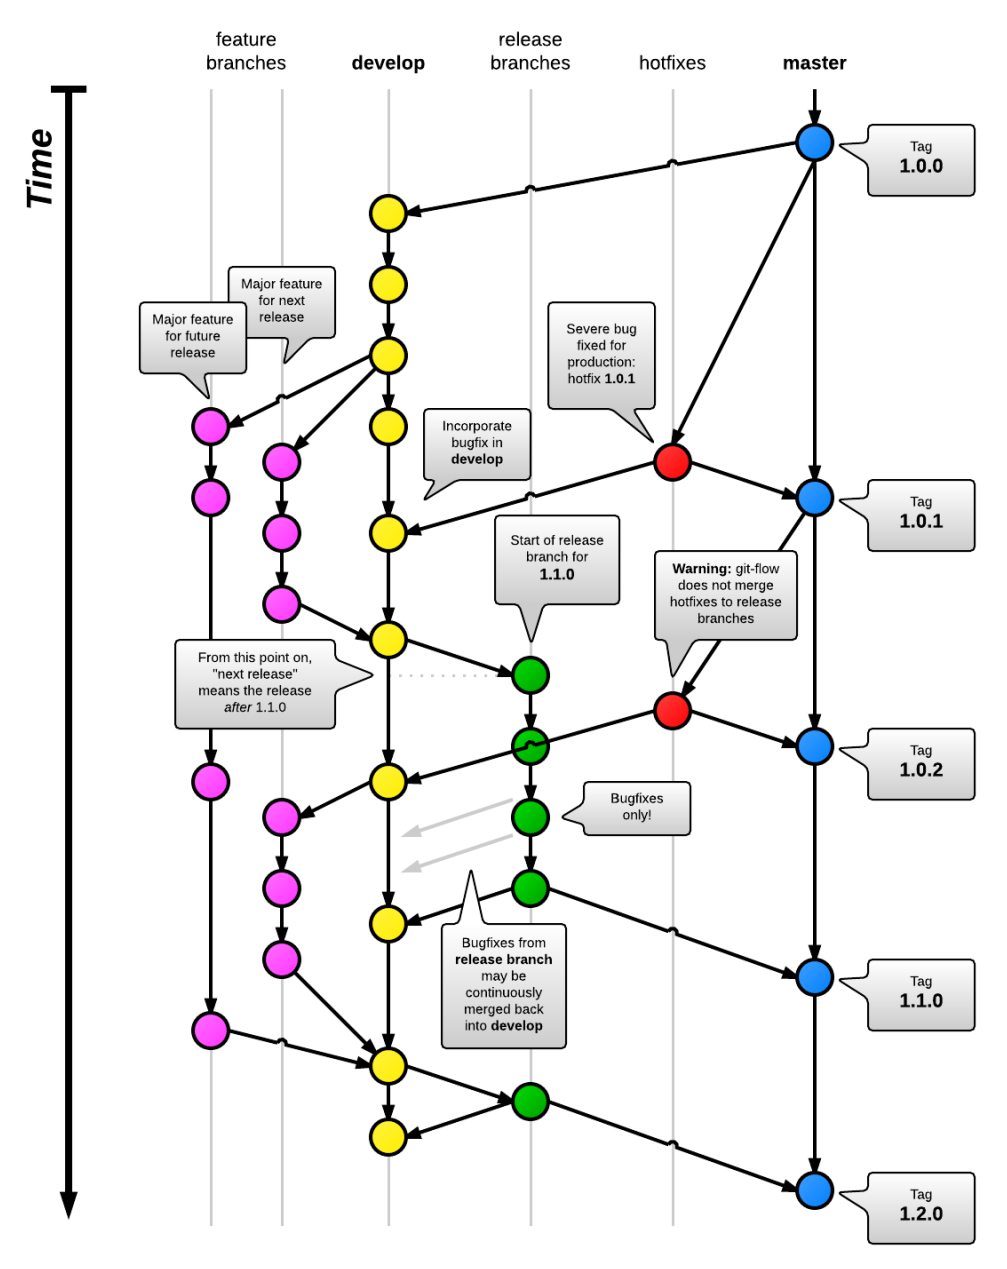 feature
branches
develop
release
branches
hotfixes
master
Time
Tag
1.0.0
Major feature
for next
release
Major feature
for future
release
Severe bug
fixed for
production:
hotfix 1.0.1
Incorporate
bugfix in
develop
Tag
1.0.1
Start of release
branch for
1.1.0
Warning: git-flow
does not merge
hotfixes to release
branches
From this point on,
"next release"
means the release
after 1.1.0
Tag
1.0.2
Bugfixes
only!
Bugfixes from
release branch
may be
continuously
merged back
into develop
Tag
1.1.0
Tag
1.2.0